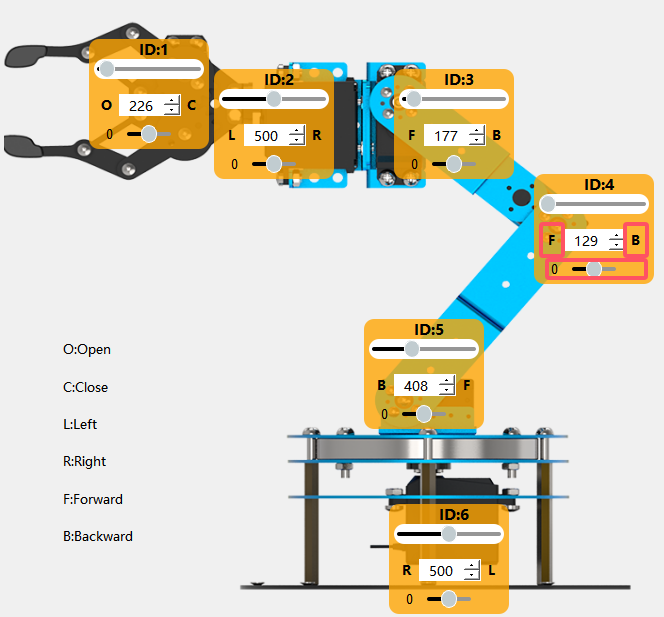 ID:1
O 226 C
0
ID:2
L 500 R
0
ID:3
F 177 B
0
ID:4
F 129 B
0
ID:5
B 408 F
0
ID:6
R 500 L
0
O:Open
C:Close
L:Left
R:Right
F:Forward
B:Backward